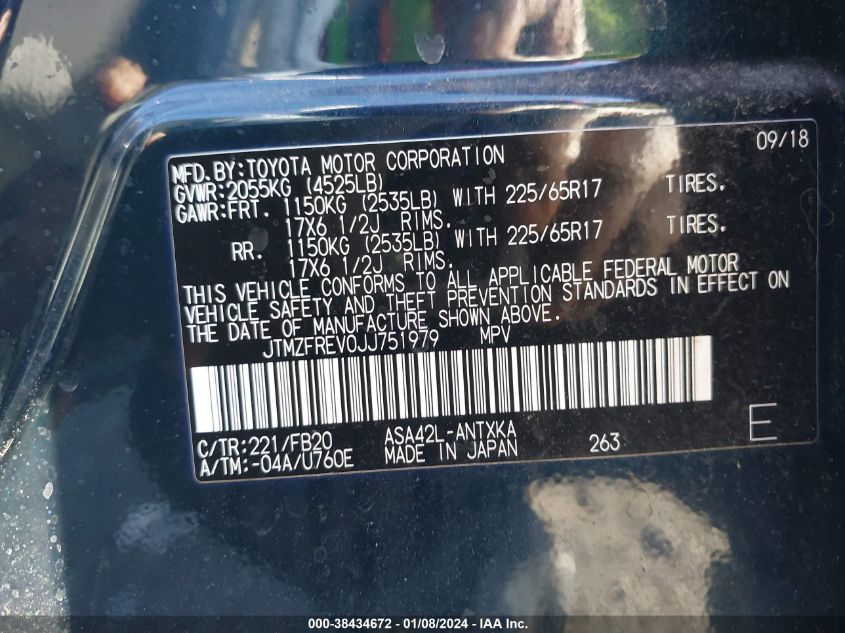 09/18
MFD.BY:TOYOTA MOTOR CORPORATION
GVWR:2055KG (4525LB)
GAWR:FRT. 1150KG (2535LB) WITH 225/65R17 TIRES.
17X6 1/2J RIMS.
RR. 1150KG (2535LB) WITH 225/65R17 TIRES.
17X6 1/2J RIMS.
THIS VEHICLE CONFORMS TO ALL APPLICABLE FEDERAL MOTOR
VEHICLE SAFETY AND THEFT PREVENTION STANDARDS IN EFFECT ON
THE DATE OF MANUFACTURE SHOWN ABOVE.
JTMZFREV0JJ751979 MPV
C/TR:221/FB20 ASA42L-ANTXKA
A/TM:-04A/U760E MADE IN JAPAN 263 E
000-38434672 - 01/08/2024 - IAA Inc.